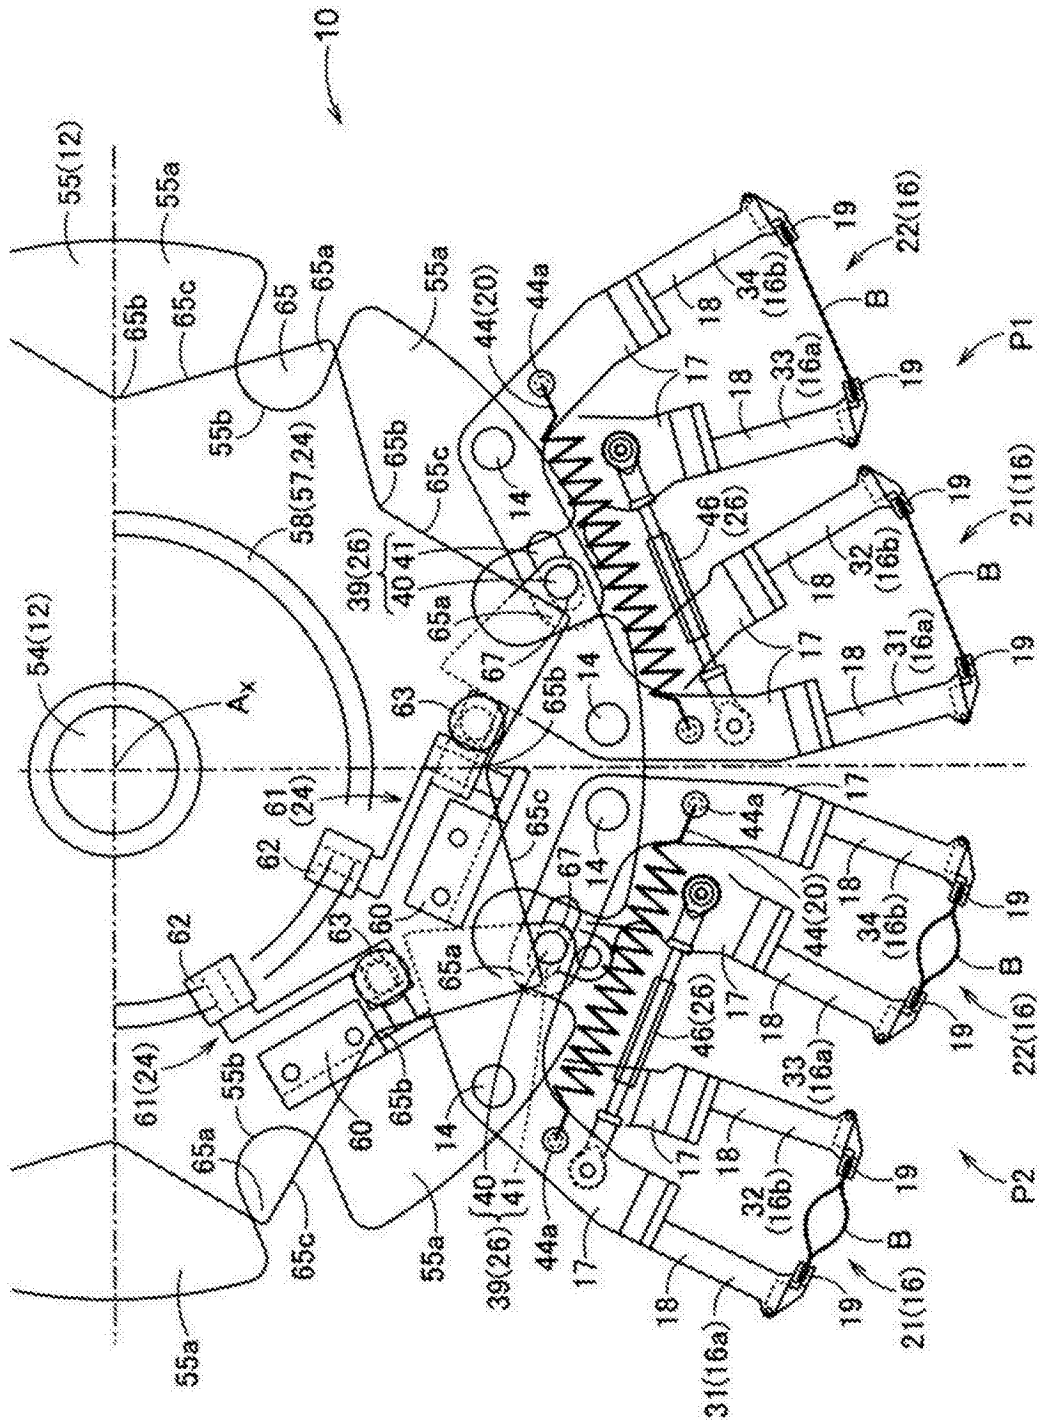 10
55(12)
54(12)
55a
65b
62
65a
65c
Ax
58(57,24)
55b
61(24)
55b
62
61
(24)
65
55a
65c
65a
60
63
60
63
65b
39(26)
40
41
65b
65c
55a
65a
65a
67
14
14
65b
65c
67
14
14
44(20)
44a
39(26)
40
41
44a
17
46(26)
44a
44(20)
17
46
(26)
17
17
17
17
17
17
18
31(16a)
18
32
(16b)
18
33
(16a)
18
34
(16b)
18
31
(16a)
18
32
(16b)
18
33
(16a)
18
34
(16b)
19
19
19
19
19
19
19
19
B
B
B
B
21(16)
22(16)
21(16)
22(16)
P2
P1